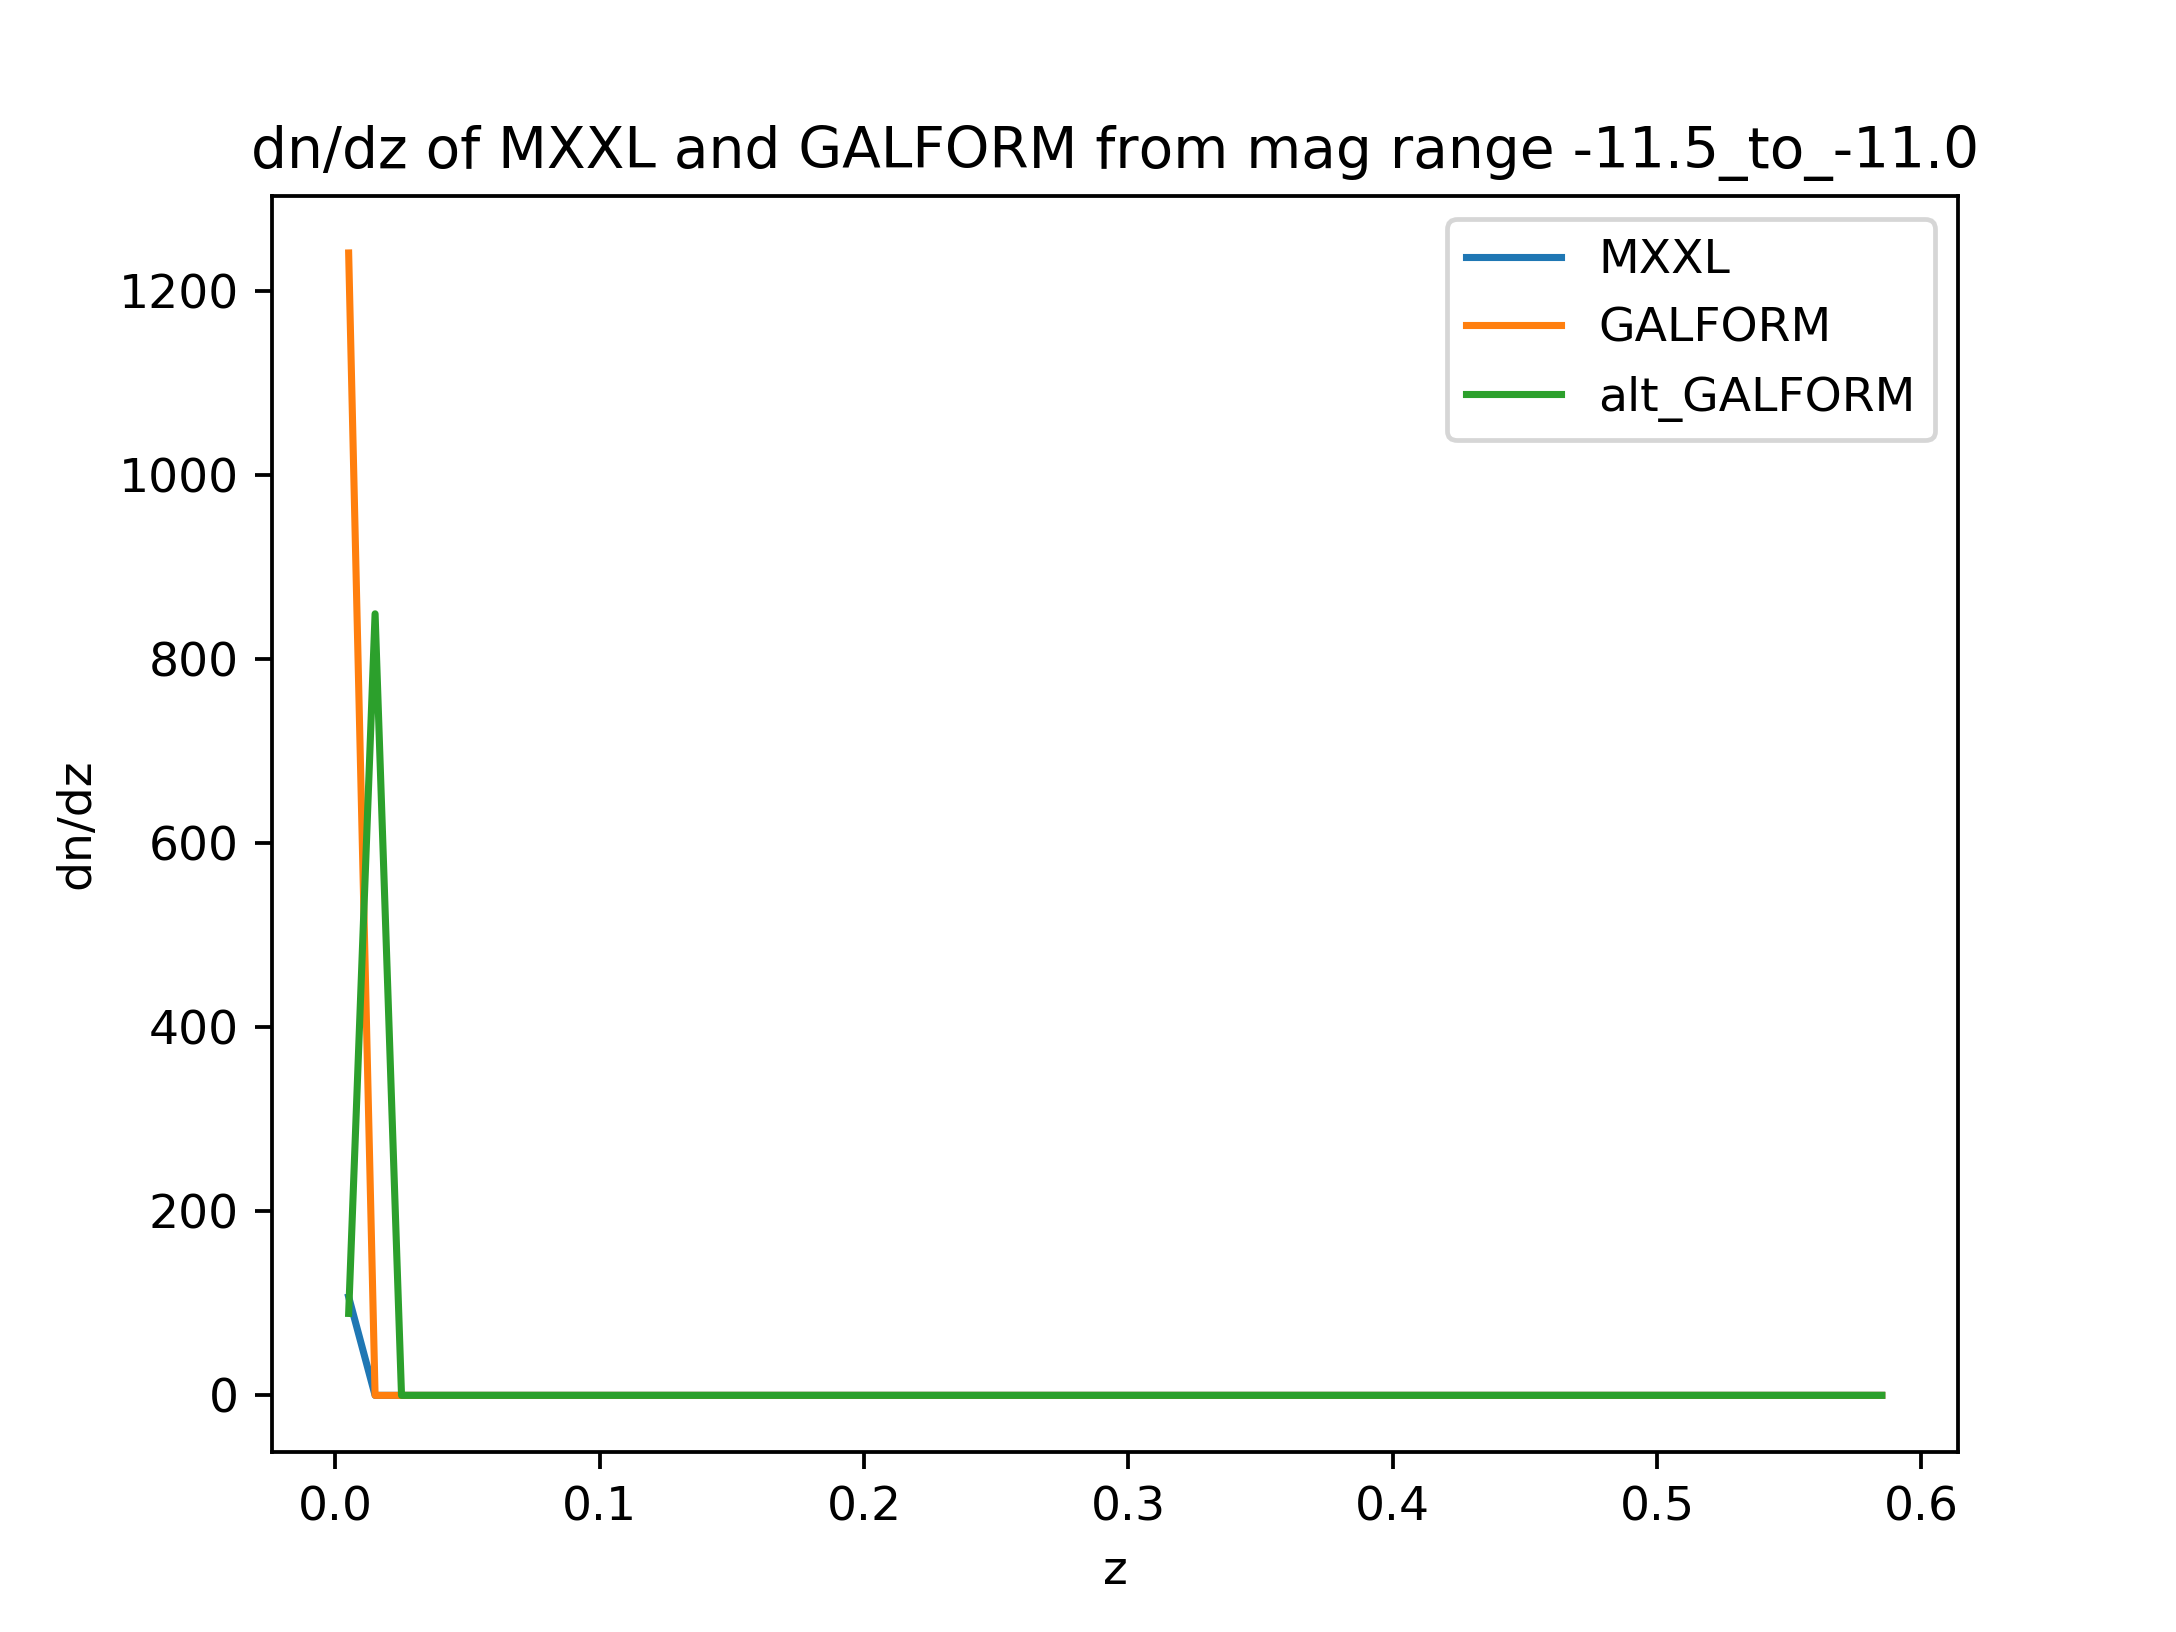 dn/dz of MXXL and GALFORM from mag range -11.5_to_-11.0
MXXL
GALFORM
alt_GALFORM
1200
1000
800
600
400
200
0
dn/dz
0.0 0.1 0.2 0.3 0.4 0.5 0.6
z